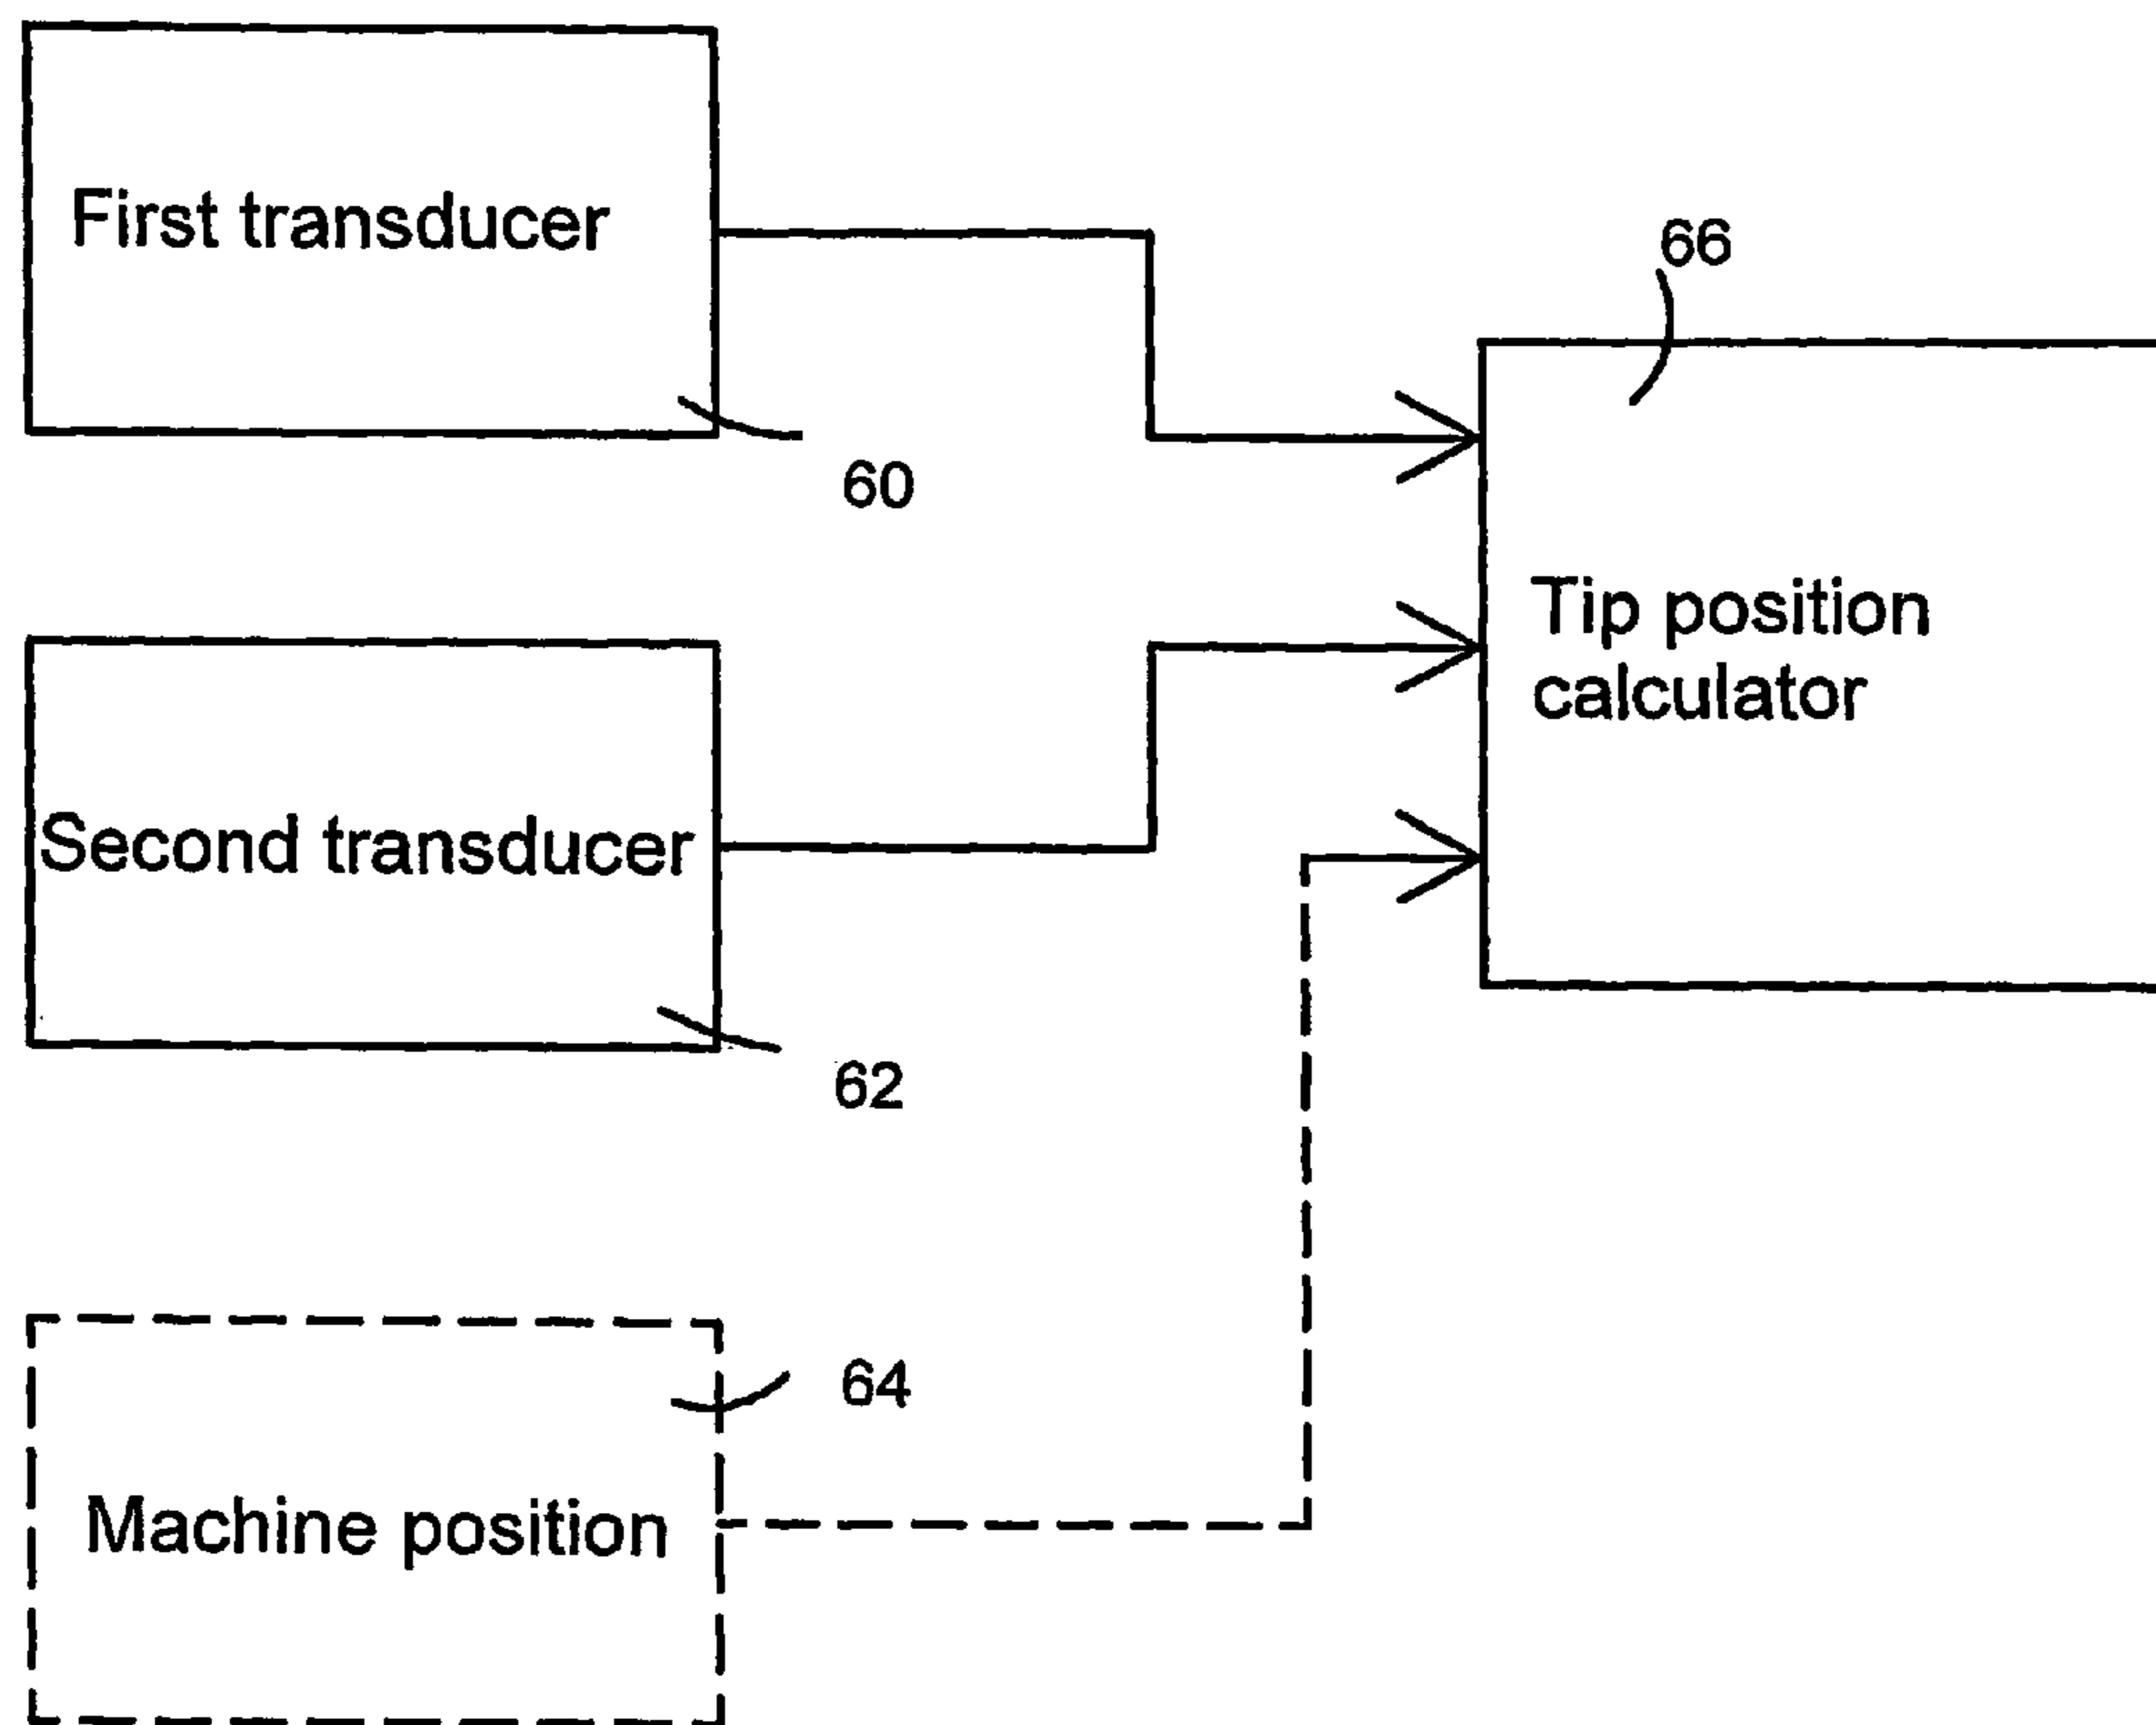 First transducer
60
66
Tip position
calculator
Second transducer
62
64
Machine position